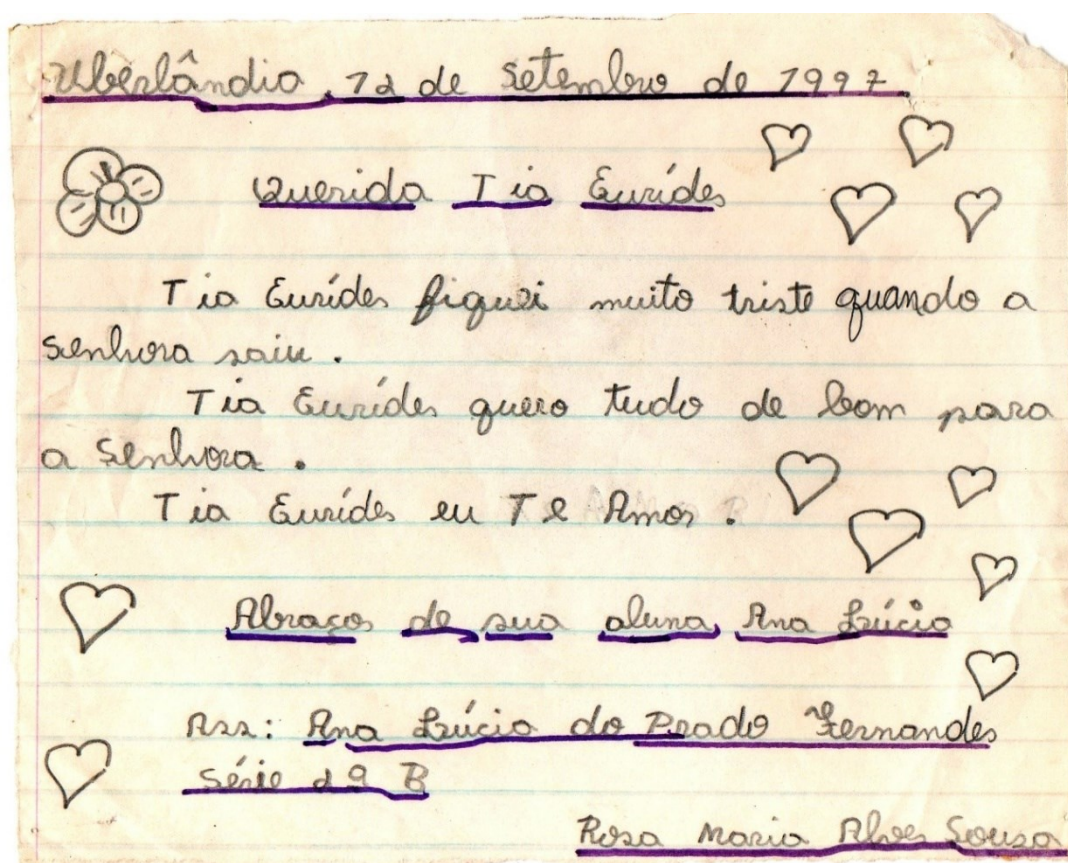 Uberlândia, 12 de setembro de 1997.
Querida Tia Eurídes
Tia Eurídes fiquei muito triste quando a
senhora saiu.
Tia Eurídes quero tudo de bom para
a senhora.
Tia Eurídes eu Te Amos.
Abraços de sua aluna, Ana Lúcia
Ass: Ana Lúcia do Prado Fernandes
Série 2ª B
Rosa Maria Alves Souza